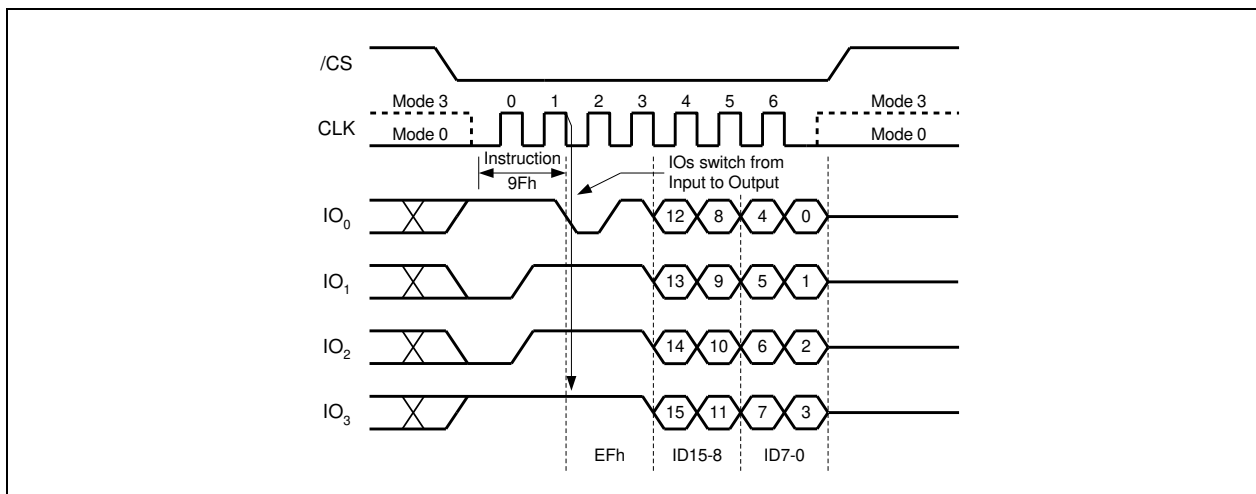 /CS
Mode 3 0 1 2 3 4 5 6 Mode 3
CLK Mode 0 Mode 0
Instruction
9Fh
IOs switch from
Input to Output
IO0 12 8 4 0
IO1 13 9 5 1
IO2 14 10 6 2
IO3 15 11 7 3
EFh ID15-8 ID7-0